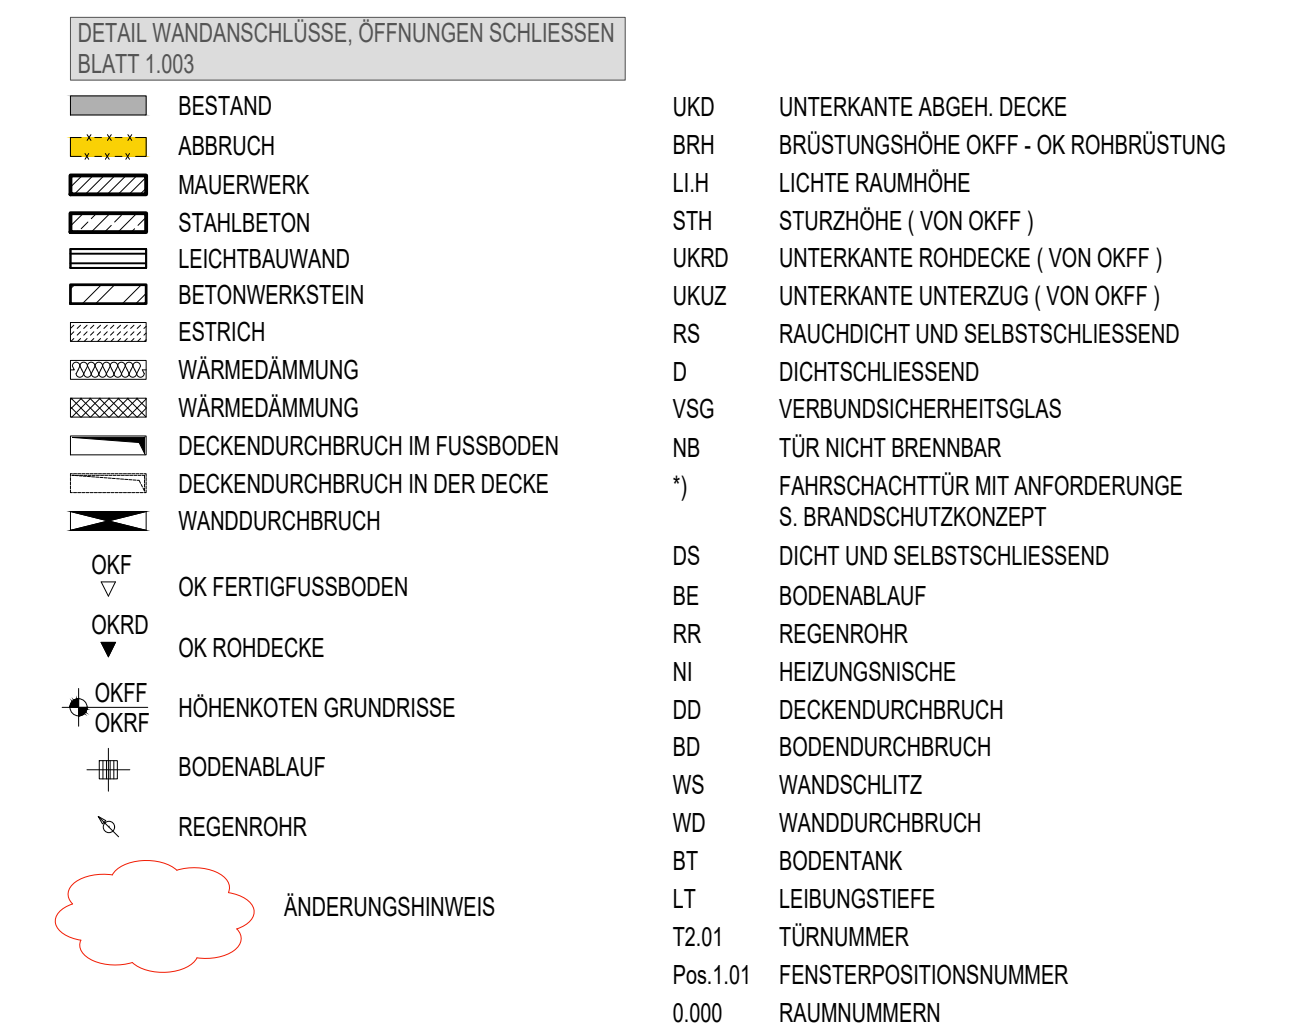 DETAIL WANDANSCHLÜSSE, ÖFFNUNGEN SCHLIESSEN
BLATT 1.003
BESTAND
ABBRUCH
MAUERWERK
STAHLBETON
LEICHTBAUWAND
BETONWERKSTEIN
ESTRICH
WÄRMEDÄMMUNG
WÄRMEDÄMMUNG
DECKENDURCHBRUCH IM FUSSBODEN
DECKENDURCHBRUCH IN DER DECKE
WANDDURCHBRUCH
OKF
OK FERTIGFUSSBODEN
OKRD
OK ROHDECKE
OKFF
OKRF
HÖHENKOTEN GRUNDRISSE
BODENABLAUF
REGENROHR
ÄNDERUNGSHINWEIS
UKD UNTERKANTE ABGEH. DECKE
BRH BRÜSTUNGSHÖHE OKFF - OK ROHBRÜSTUNG
LI.H LICHTE RAUMHÖHE
STH STURZHÖHE ( VON OKFF )
UKRD UNTERKANTE ROHDECKE ( VON OKFF )
UKUZ UNTERKANTE UNTERZUG ( VON OKFF )
RS RAUCHDICHT UND SELBSTSCHLIESSEND
D DICHTSCHLIESSEND
VSG VERBUNDSICHERHEITSGLAS
NB TÜR NICHT BRENNBAR
*) FAHRSCHACHTTÜR MIT ANFORDERUNGE
S. BRANDSCHUTZKONZEPT
DS DICHT UND SELBSTSCHLIESSEND
BE BODENABLAUF
RR REGENROHR
NI HEIZUNGSNISCHE
DD DECKENDURCHBRUCH
BD BODENDURCHBRUCH
WS WANDSCHLITZ
WD WANDDURCHBRUCH
BT BODENTANK
LT LEIBUNGSTIEFE
T2.01 TÜRNUMMER
Pos.1.01 FENSTERPOSITIONSNUMMER
0.000 RAUMNUMMERN